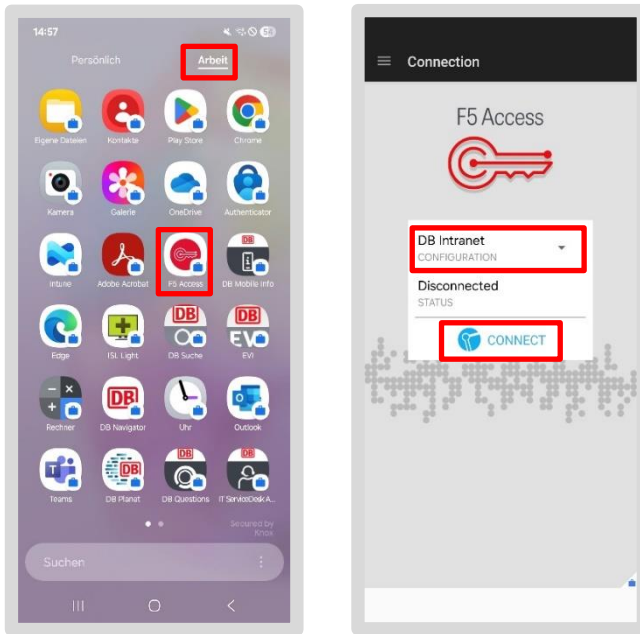 14:57
Persönlich Arbeit
Eigene Dateien Kontakte Play Store Chrome
Kamera Galerie OneDrive Authenticator
DB
Intune Adobe Acrobat F5 Access DB Mobile Info
DB DB
EVI
Edge ISL Light DB Suche EVI
DB
Rechner DB Navigator Uhr Outlook
DB DB DB
Teams DB Planat DB Questions IT ServiceDesk A...
Secured by
Knox
Suchen
Connection
F5 Access
DB Intranet
CONFIGURATION
Disconnected
STATUS
CONNECT